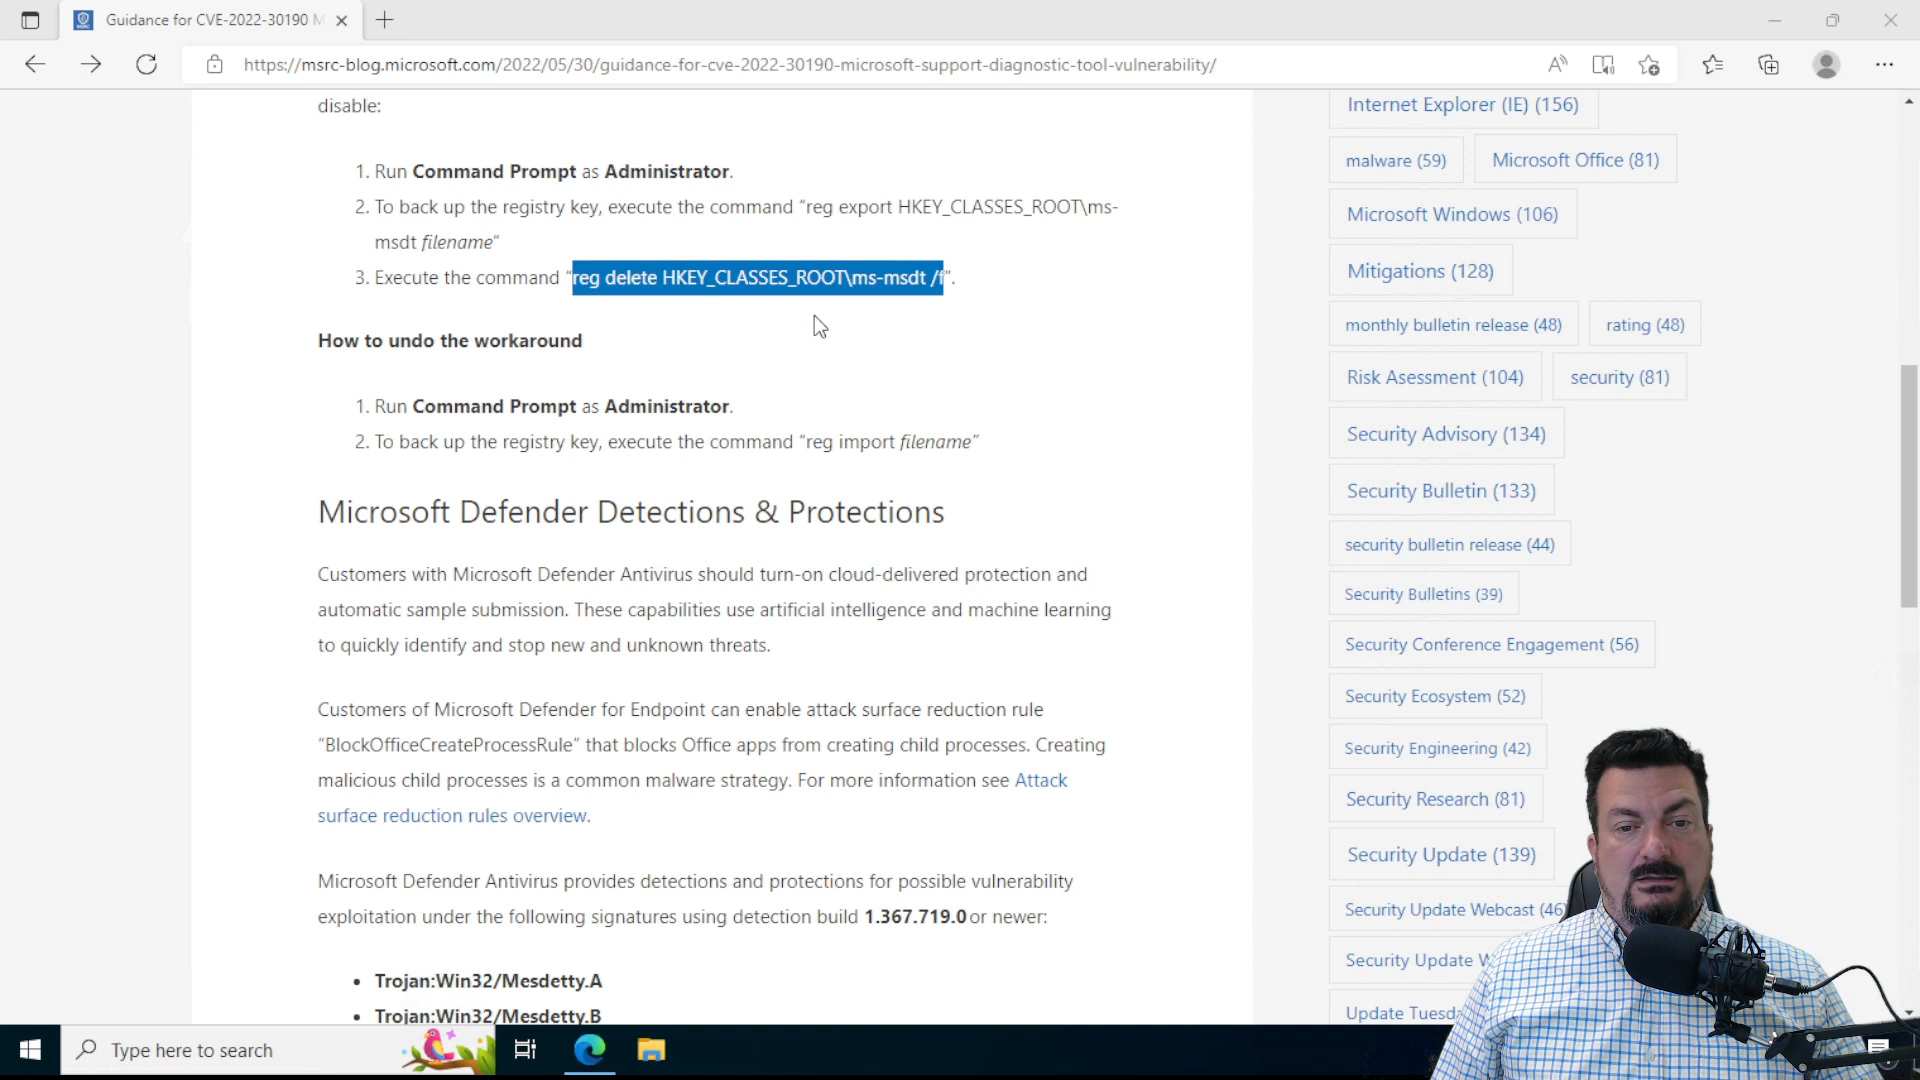 Guidance for CVE-2022-30190 M
https://msrc-blog.microsoft.com/2022/05/30/guidance-for-cve-2022-30190-microsoft-support-diagnostic-tool-vulnerability/
disable:
1. Run Command Prompt as Administrator.
2. To back up the registry key, execute the command “reg export HKEY_CLASSES_ROOT\ms-
msdt filename“
3. Execute the command “reg delete HKEY_CLASSES_ROOT\ms-msdt /f”.
How to undo the workaround
1. Run Command Prompt as Administrator.
2. To back up the registry key, execute the command “reg import filename”
Microsoft Defender Detections & Protections
Customers with Microsoft Defender Antivirus should turn-on cloud-delivered protection and
automatic sample submission. These capabilities use artificial intelligence and machine learning
to quickly identify and stop new and unknown threats.
Customers of Microsoft Defender for Endpoint can enable attack surface reduction rule
“BlockOfficeCreateProcessRule” that blocks Office apps from creating child processes. Creating
malicious child processes is a common malware strategy. For more information see Attack
surface reduction rules overview.
Microsoft Defender Antivirus provides detections and protections for possible vulnerability
exploitation under the following signatures using detection build 1.367.719.0 or newer:
• Trojan:Win32/Mesdetty.A
• Trojan:Win32/Mesdetty.B
Internet Explorer (IE) (156)
malware (59) Microsoft Office (81)
Microsoft Windows (106)
Mitigations (128)
monthly bulletin release (48) rating (48)
Risk Asessment (104) security (81)
Security Advisory (134)
Security Bulletin (133)
security bulletin release (44)
Security Bulletins (39)
Security Conference Engagement (56)
Security Ecosystem (52)
Security Engineering (42)
Security Research (81)
Security Update (139)
Security Update Webcast (46)
Security Update W
Update Tuesda
Type here to search